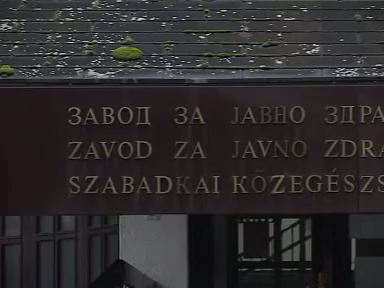 ЗАВОД ЗА ЈАВНО ЗДРА
ZAVOD ZA JAVNO ZDRA
SZABADKAI KÖZEGÉSZS